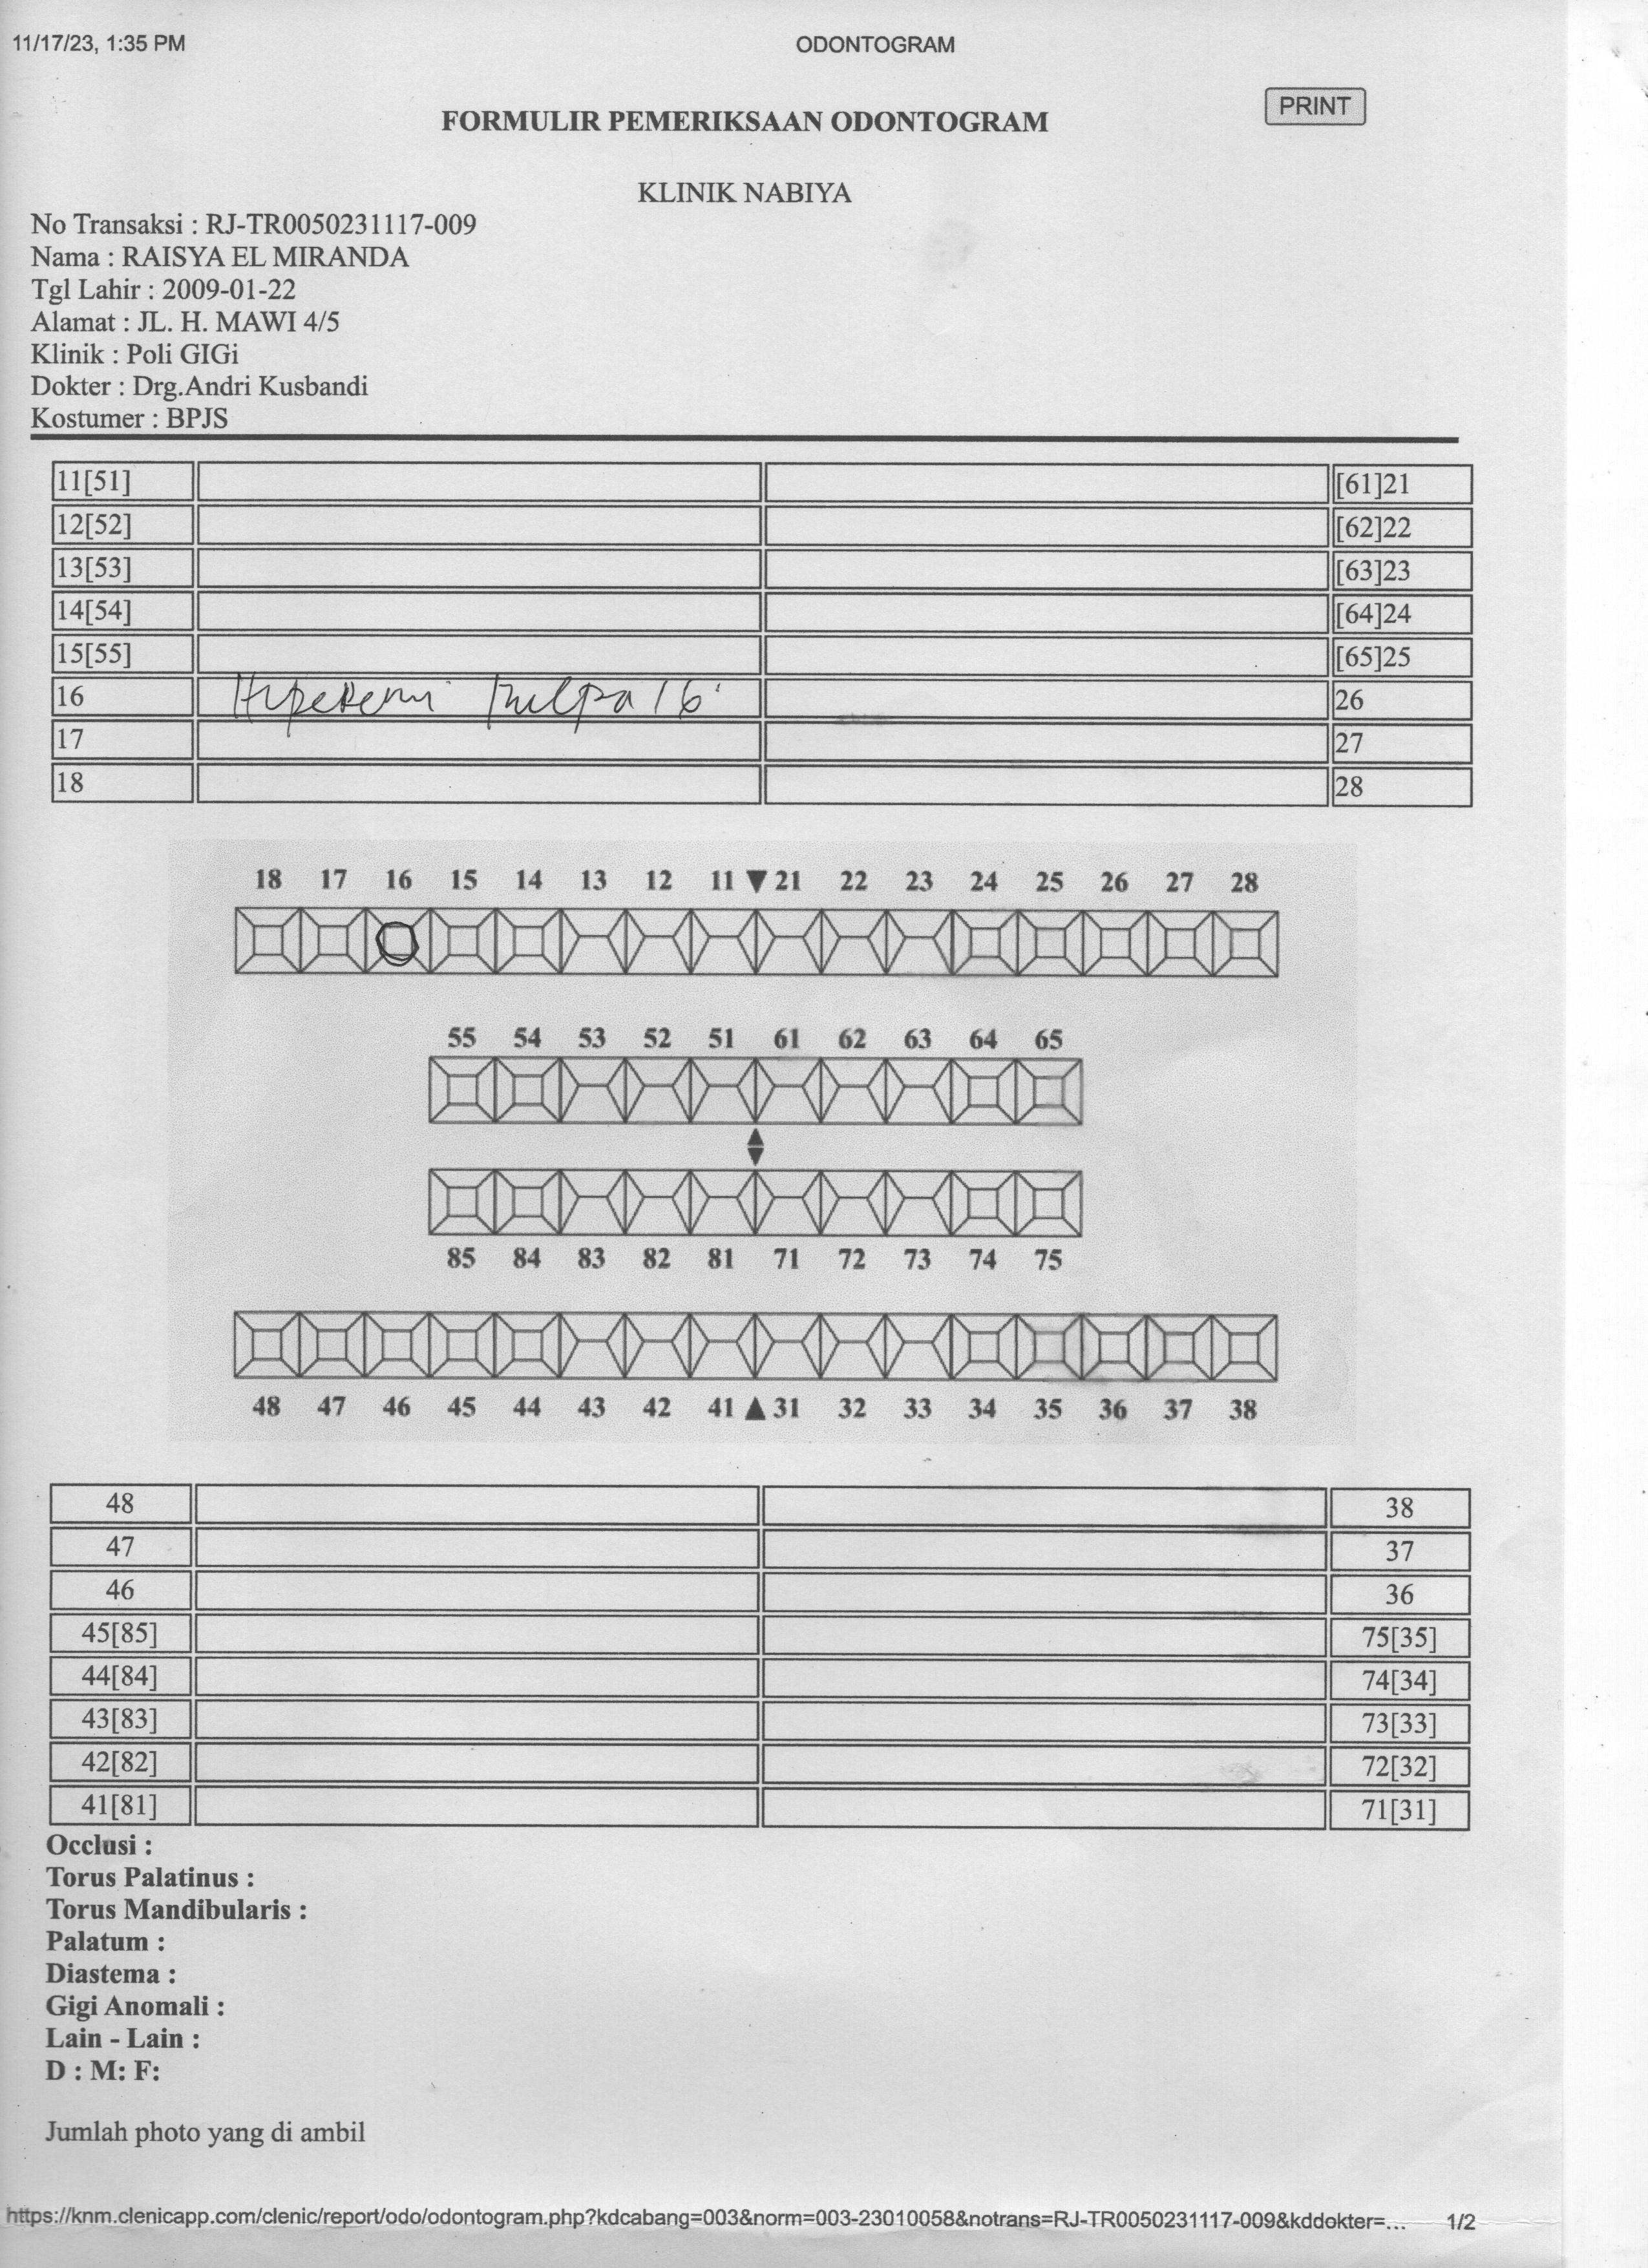 11/17/23, 1:35 PM ODONTOGRAM
PRINT
FORMULIR PEMERIKSAAN ODONTOGRAM
KLINIK NABIYA
No Transaksi : RJ-TR0050231117-009
Nama : RAISYA EL MIRANDA
Tgl Lahir : 2009-01-22
Alamat : JL. H. MAWI 4/5
Klinik : Poli GIGi
Dokter : Drg.Andri Kusbandi
Kostumer : BPJS
11[51] [61]21
12[52] [62]22
13[53] [63]23
14[54] [64]24
15[55] [65]25
16 Hiperemi Pulpa 16 26
17 27
18 28
18 17 16 15 14 13 12 11 21 22 23 24 25 26 27 28
55 54 53 52 51 61 62 63 64 65
85 84 83 82 81 71 72 73 74 75
48 47 46 45 44 43 42 41 31 32 33 34 35 36 37 38
48 38
47 37
46 36
45[85] 75[35]
44[84] 74[34]
43[83] 73[33]
42[82] 72[32]
41[81] 71[31]
Occlusi :
Torus Palatinus :
Torus Mandibularis :
Palatum :
Diastema :
Gigi Anomali :
Lain - Lain :
D : M: F:
Jumlah photo yang di ambil
https://knm.clenicapp.com/clenic/report/odo/odontogram.php?kdcabang=003&norm=003-23010058&notrans=RJ-TR0050231117-009&kddokter=... 1/2